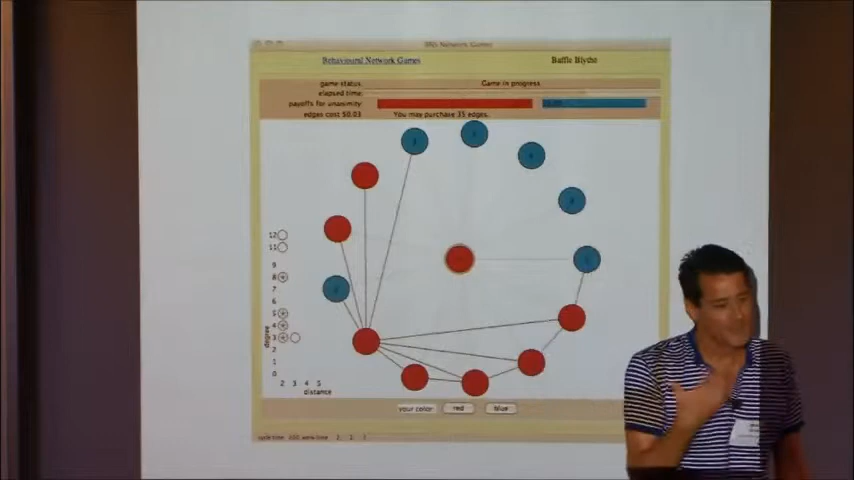 BNS Network Games
Behavioural Network Games
Baffle Blythe
game status
Game in progress
elapsed time:
payoffs for unanimity:
edges cost $0.03
You may purchase 35 edges.
12
11
9
8
7
6
5
4
3
2
1
0
degree
2 3 4 5
distance
your color
red
blue